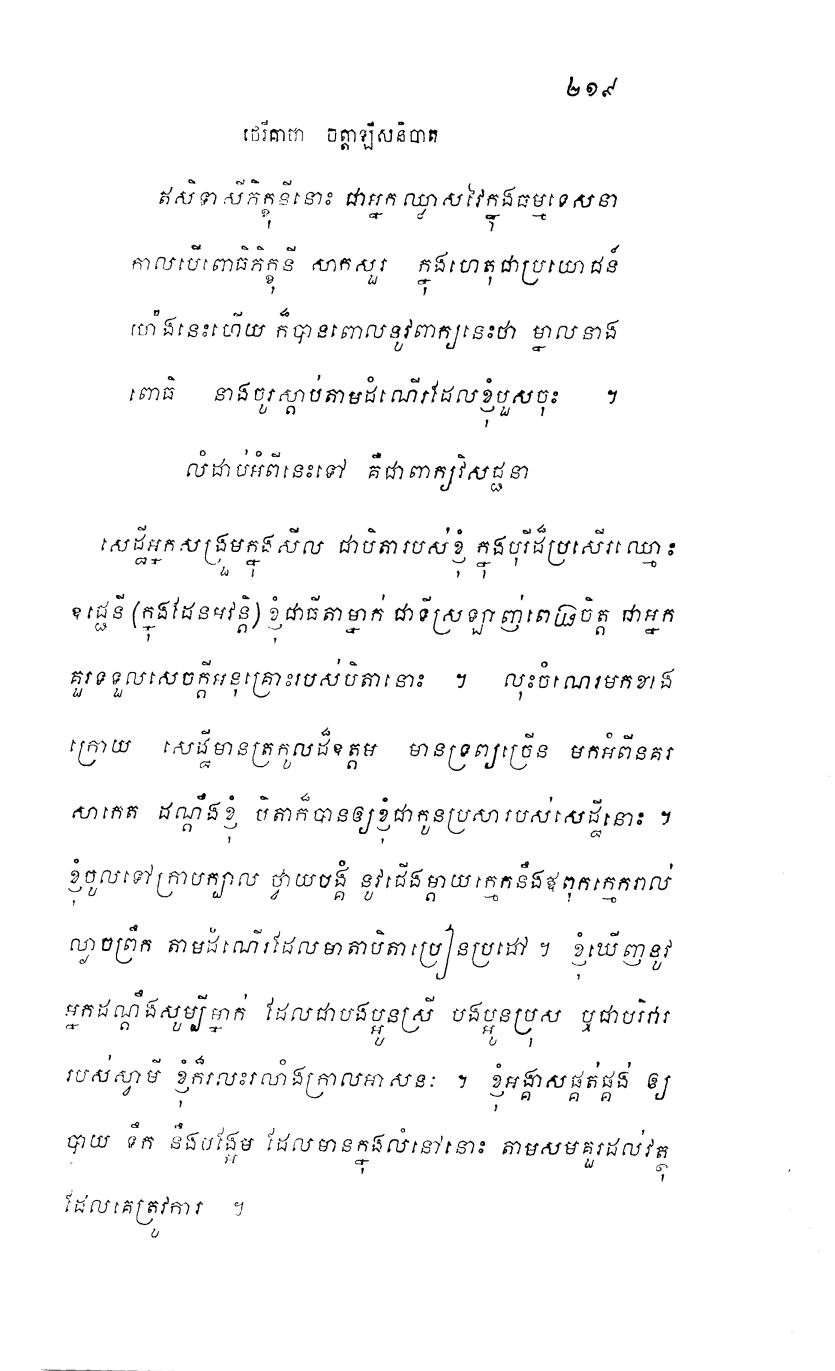 ២១៩
ថេរីគាថា ចត្តាឡីសនិបាត
ឥសិទាសីភិក្ខុនីនោះ ជាអ្នកឈ្លាសវៃក្នុងធម្មទេសនា
កាលបើពោធិភិក្ខុនី សាកសួរ ក្នុងហេតុជាប្រយោជន៍
ហ៉េងនេះហើយ ក៏បានពោលនូវពាក្យនេះថា ម្នាលនាង
ពោធិ នាងចូរស្តាប់តាមដំណើរដែលខ្ញុំបួសចុះ ។
លំដាប់អំពីនេះទៅ គឺជាពាក្យវិសជ្ជនា
សេដ្ឋីអ្នកសង្រួមក្នុងសីល ជាបិតារបស់ខ្ញុំ ក្នុងបុរីដ៏ប្រសើរឈ្មោះ
ឧជ្ជេនី (ក្នុងដែនអវន្តិ) ខ្ញុំជាធីតាម្នាក់ ជាទីស្រឡាញ់ពេញចិត្ត ជាអ្នក
គួរទទួលសេចក្តីអនុគ្រោះរបស់បិតានោះ ។ លុះចំណេរមកខាង
ក្រោយ សេដ្ឋីមានត្រកូលដ៏ឧត្តម មានទ្រព្យច្រើន មកអំពីនគរ
សាកេត ដណ្តឹងខ្ញុំ បិតាក៏បានឲ្យខ្ញុំជាកូនប្រសារបស់សេដ្ឋីនោះ ។
ខ្ញុំចូលទៅក្រាបក្បាល ថ្វាយបង្គំ នូវជើងម្តាយក្មេកនឹងឪពុកក្មេករាល់
ល្ងាចព្រឹក តាមដំណើរដែលមាតាបិតាប្រៀនប្រដៅ ។ ខ្ញុំឃើញនូវ
អ្នកដណ្តឹងសូម្បីម្នាក់ ដែលជាបងប្អូនស្រី បងប្អូនប្រុស ឬជាបរិវារ
របស់ស្វាមី ខ្ញុំក៏រលះរលាំងក្រាលអាសនៈ ។ ខ្ញុំអង្គាសផ្គត់ផ្គង់ ឲ្យ
បាយ ទឹក នឹងបង្អែម ដែលមានក្នុងលំនៅនោះ តាមសមគួរដល់វត្ថុ
ដែលគេត្រូវការ ។